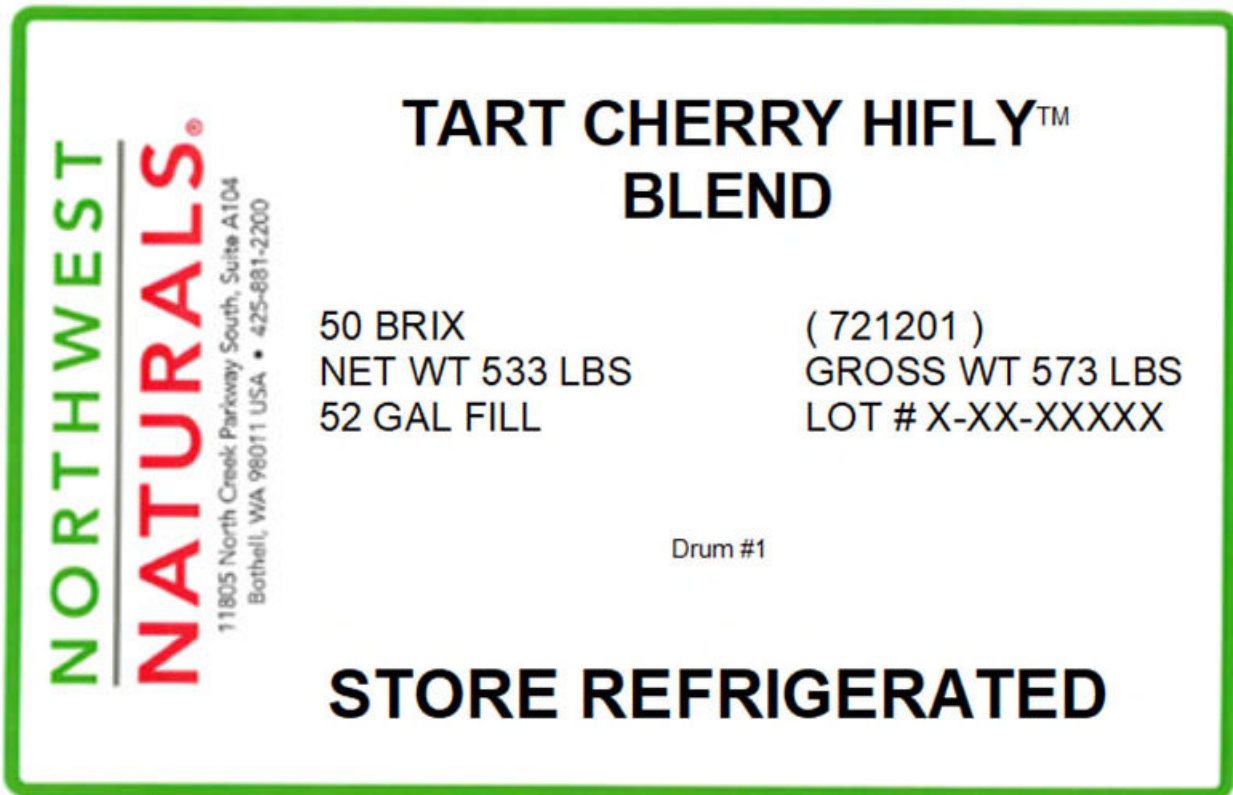 NORTHWEST
NATURALS®
11805 North Creek Parkway South, Suite A104
Bothell, WA 98011 USA • 425-881-2200
TART CHERRY HIFLY™
BLEND
50 BRIX ( 721201 )
NET WT 533 LBS GROSS WT 573 LBS
52 GAL FILL LOT # X-XX-XXXXX
Drum #1
STORE REFRIGERATED